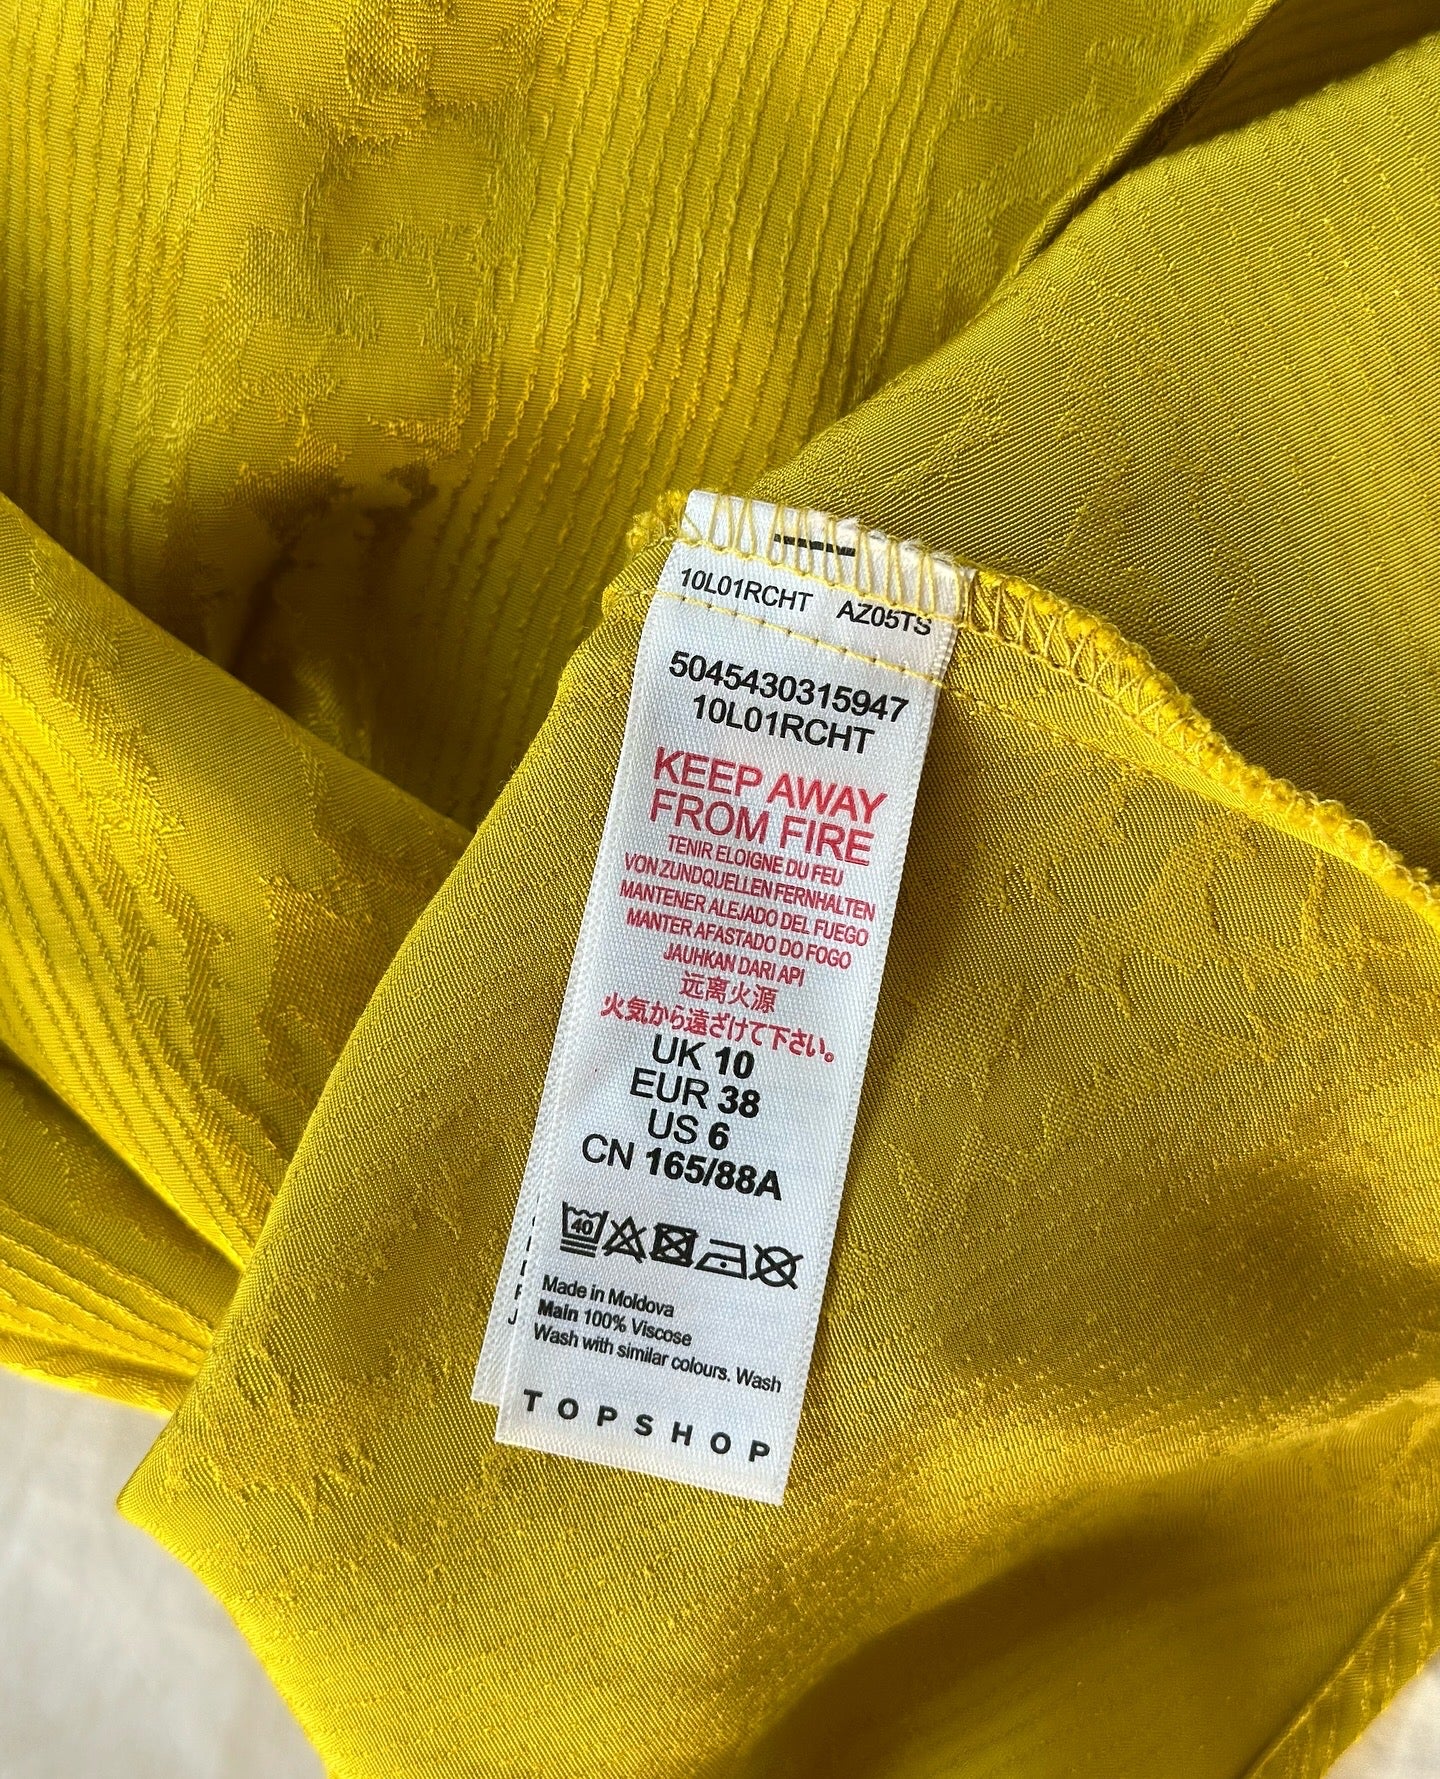 10L01RCHT AZ05TS
5045430315947
10L01RCHT
KEEP AWAY
FROM FIRE
TENIR ELOIGNE DU FEU
VON ZUNDQUELLEN FERNHALTEN
MANTENER ALEJADO DEL FUEGO
MANTER AFASTADO DO FOGO
JAUHKAN DARI API
远离火源
火気から遠ざけて下さい。
UK 10
EUR 38
US 6
CN 165/88A
40
Made in Moldova
Main 100% Viscose
Wash with similar colours. Wash
TOPSHOP